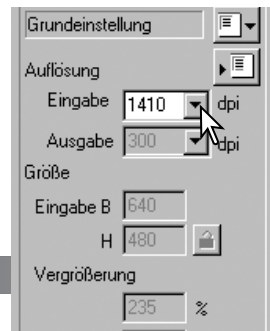 Grundeinstellung
Auflösung
Eingabe 1410 dpi
Ausgabe 300 dpi
Größe
Eingabe B 640
H 480
Vergrößerung
235 %